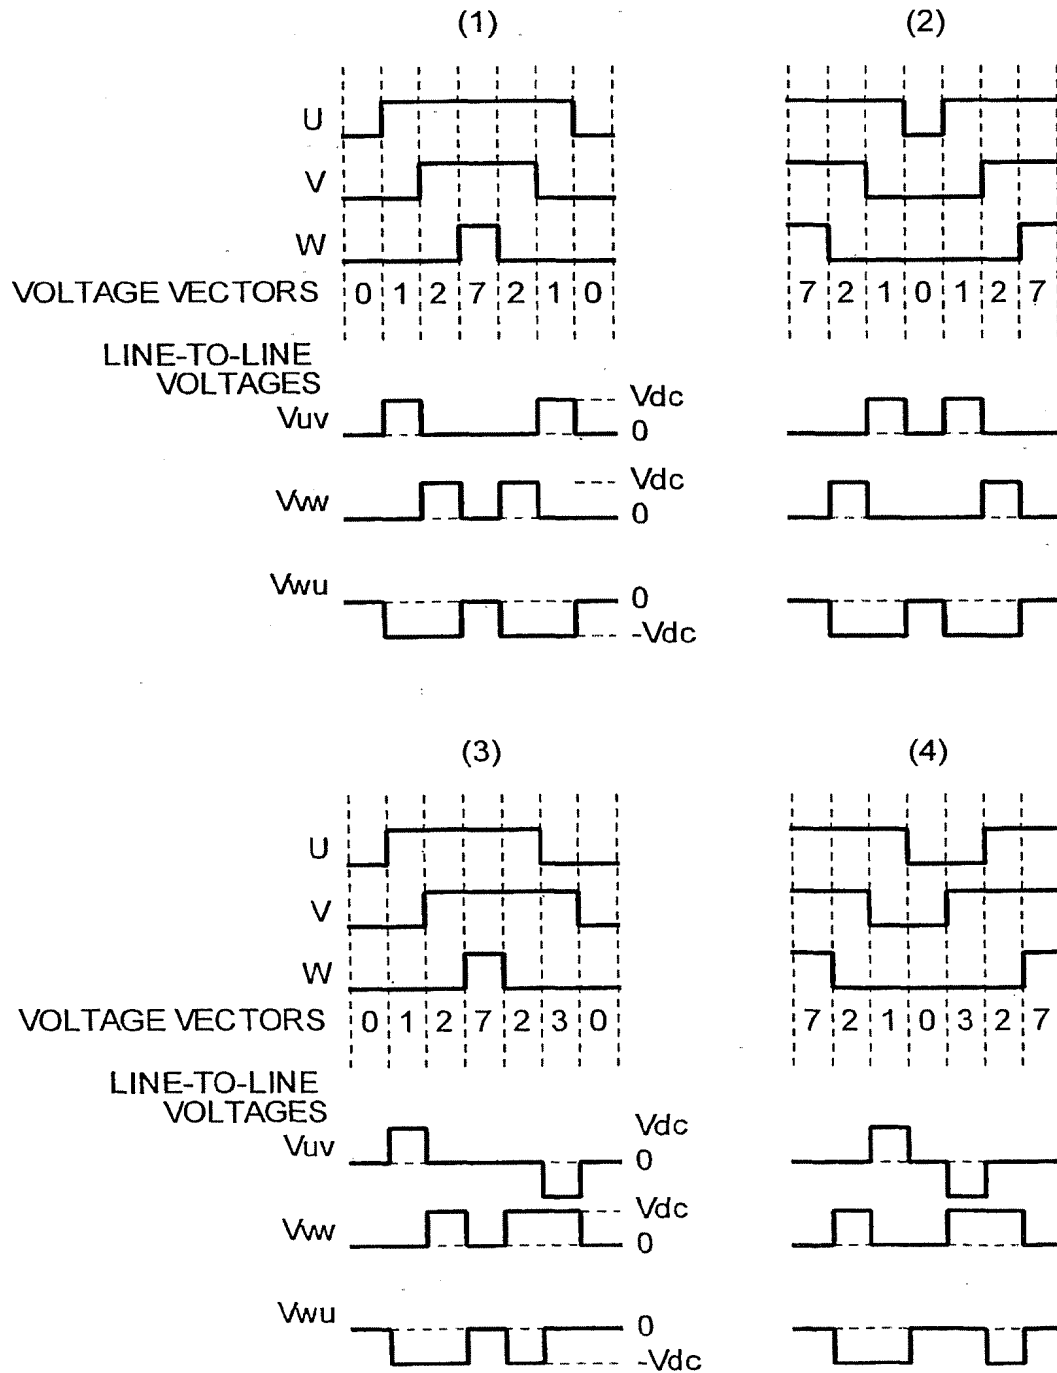 (1) (2)
U
V
W
VOLTAGE VECTORS 0 1 2 7 2 1 0 7 2 1 0 1 2 7
LINE-TO-LINE
VOLTAGES
Vuv Vdc
0
Vvw Vdc
0
Vwu 0
-Vdc
(3) (4)
U
V
W
VOLTAGE VECTORS 0 1 2 7 2 3 0 7 2 1 0 3 2 7
LINE-TO-LINE
VOLTAGES
Vuv Vdc
0
Vvw Vdc
0
Vwu 0
-Vdc